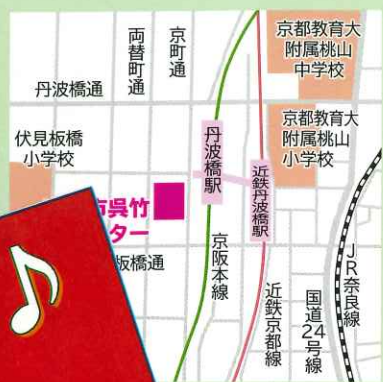 両替町通
京町通
京都教育大
附属桃山
中学校
丹波橋通
伏見板橋
小学校
丹波橋駅
京都教育大
附属桃山
小学校
近鉄丹波橋駅
市呉竹
ター
板橋通
京阪本線
近鉄京都線
国道24号線
JR奈良線